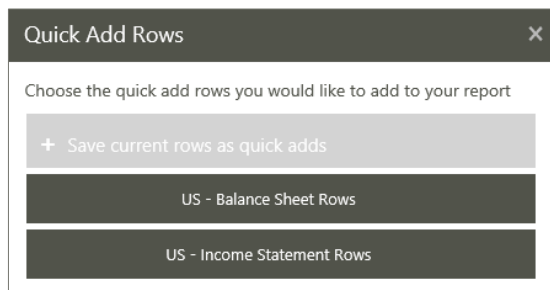 Quick Add Rows
Choose the quick add rows you would like to add to your report
+ Save current rows as quick adds
US - Balance Sheet Rows
US - Income Statement Rows